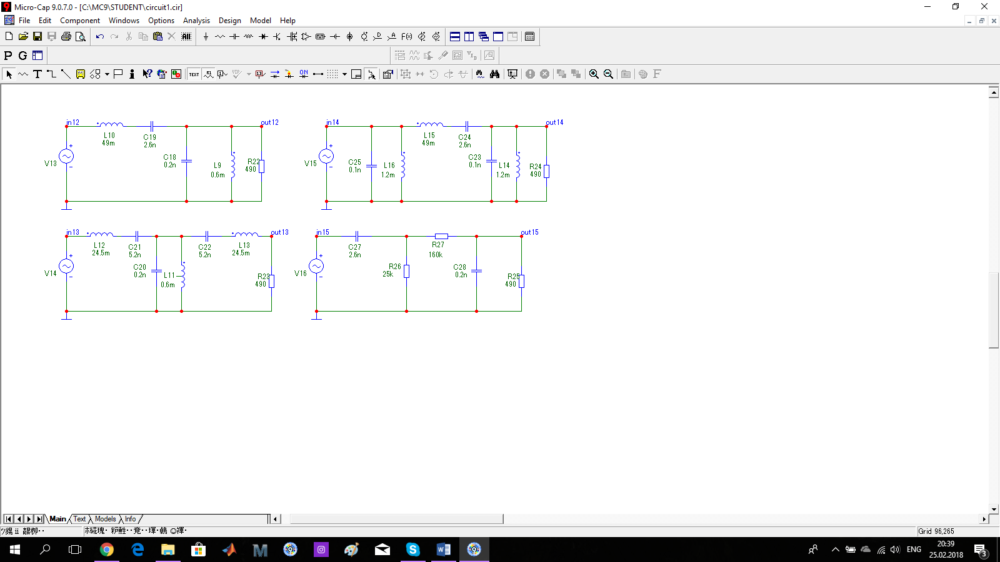 Micro-Cap 9.0.7.0 - [C:\MC9\STUDENT\circuit1.cir]
File Edit Component Windows Options Analysis Design Model Help
P G
in12 out12
L10
49m
C19
2.6n
V13
C18
0.2n
L9
0.6m
R22
490
in14 out14
L15
49m
C24
2.6n
V15
C25
0.1n
L16
1.2m
C23
0.1n
L14
1.2m
R24
490
in13 out13
L12
24.5m
C21
5.2n
C22
5.2n
L13
24.5m
V14
C20
0.2n
L11
0.6m
R23
490
in15 out15
C27
2.6n
R27
160k
V16
R26
25k
C28
0.2n
R25
490
Main Text Models Info
Grid 96,265
ENG
20:39
25.02.2018
3